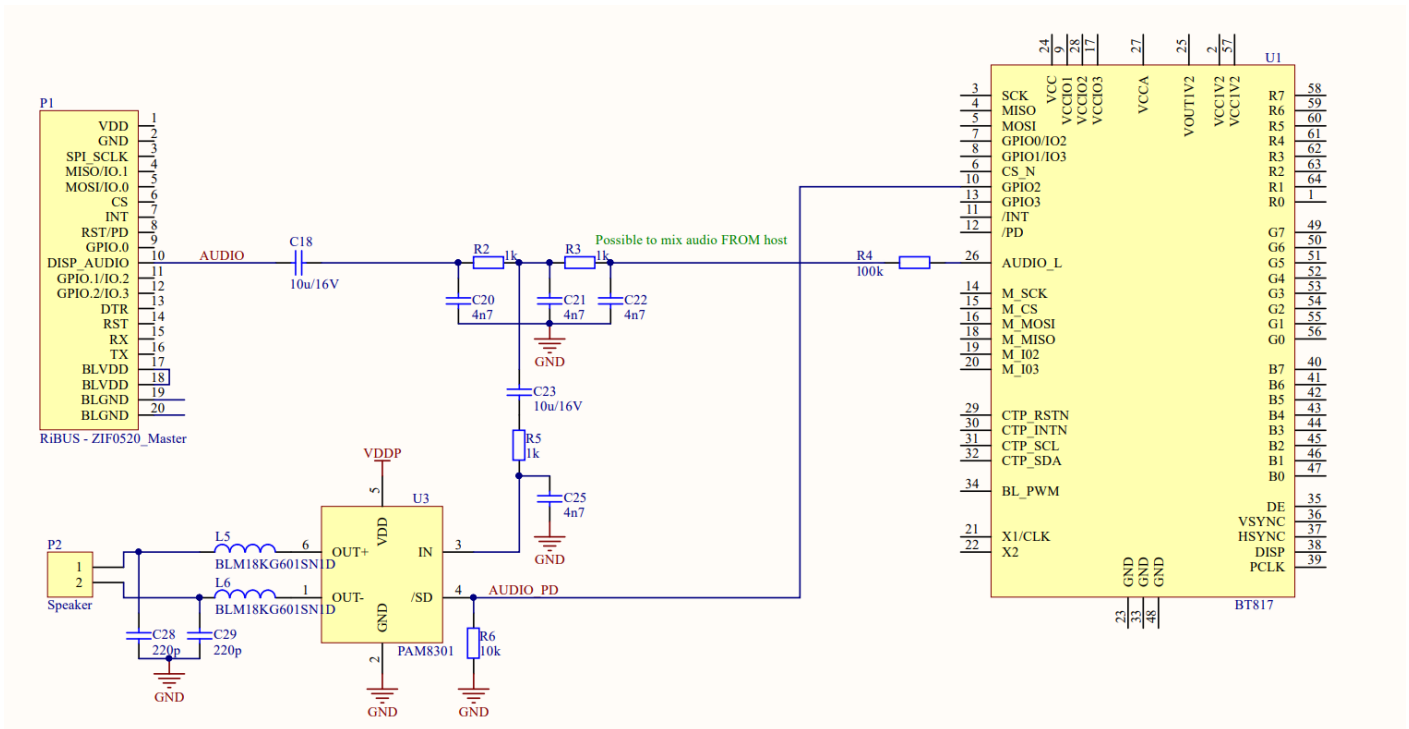 P1
VDD 1
GND 2
SPI_SCLK 3
MISO/IO.1 4
MOSI/IO.0 5
CS 6
INT 7
RST/PD 8
GPIO.0 9
DISP_AUDIO 10
GPIO.1/IO.2 11
GPIO.2/IO.3 12
DTR 13
RST 14
RX 15
TX 16
BLVDD 17
BLVDD 18
BLGND 19
BLGND 20
RiBUS - ZIF0520_Master
AUDIO
C18
10u/16V
R2
1k
R3
1k
Possible to mix audio FROM host
C20
4n7
C21
4n7
C22
4n7
GND
R4
100k
C23
10u/16V
R5
1k
C25
4n7
GND
VDDP
U3
5
VDD
6 OUT+
IN 3
1 OUT-
/SD 4
GND
2
PAM8301
GND
AUDIO_PD
R6
10k
GND
P2
1
2
Speaker
L5
BLM18KG601SN1D
L6
BLM18KG601SN1D
C28
220p
C29
220p
GND
U1
24 VCC
9 VCCIO1
28 VCCIO2
17 VCCIO3
27 VCCA
25 VOUT1V2
2 VCC1V2
57 VCC1V2
3 SCK
4 MISO
5 MOSI
7 GPIO0/IO2
8 GPIO1/IO3
6 CS_N
10 GPIO2
13 GPIO3
11 /INT
12 /PD
26 AUDIO_L
14 M_SCK
15 M_CS
16 M_MOSI
18 M_MISO
19 M_I02
20 M_I03
29 CTP_RSTN
30 CTP_INTN
31 CTP_SCL
32 CTP_SDA
34 BL_PWM
21 X1/CLK
22 X2
R7 58
R6 59
R5 60
R4 61
R3 62
R2 63
R1 64
R0 1
G7 49
G6 50
G5 51
G4 52
G3 53
G2 54
G1 55
G0 56
B7 40
B6 41
B5 42
B4 43
B3 44
B2 45
B1 46
B0 47
DE 35
VSYNC 36
HSYNC 37
DISP 38
PCLK 39
GND 23
GND 33
GND 48
BT817